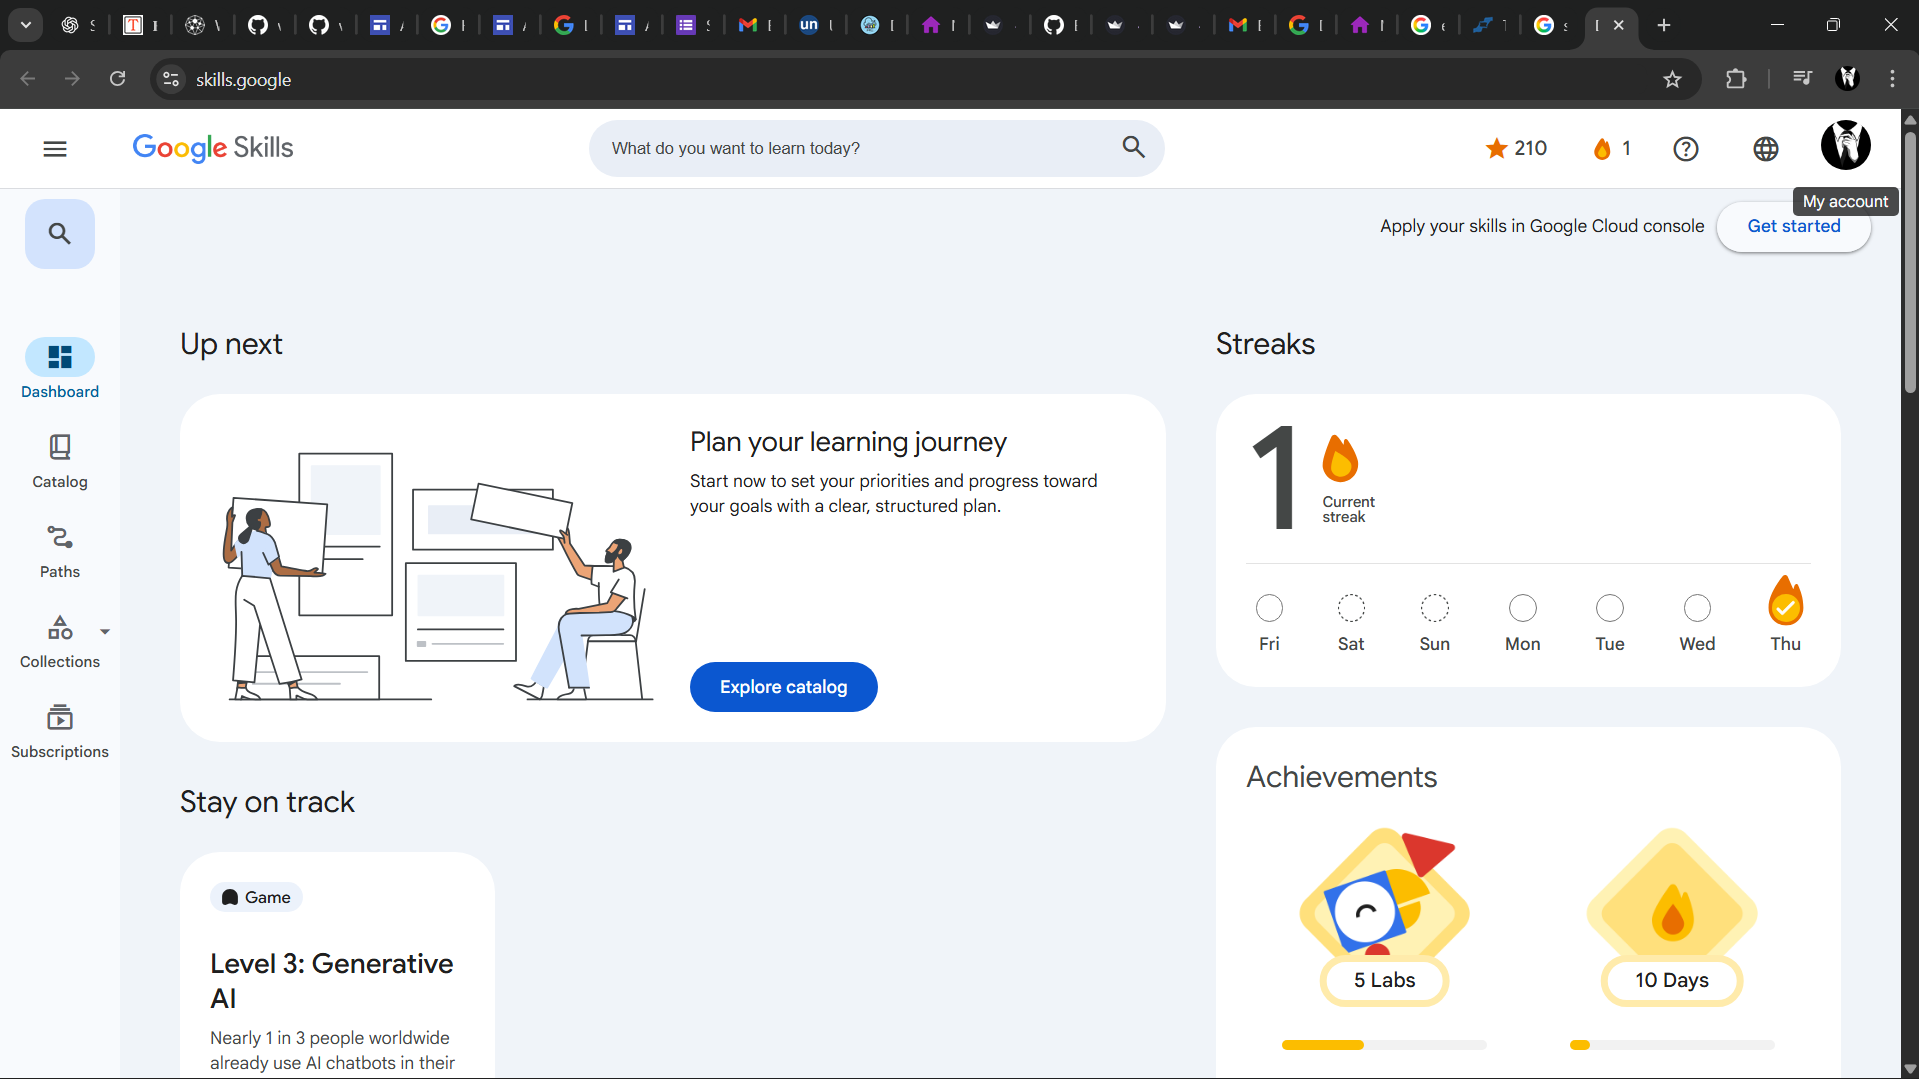 skills.google
Google Skills
What do you want to learn today?
210
1
My account
Apply your skills in Google Cloud console
Get started
Dashboard
Catalog
Paths
Collections
Subscriptions
Up next
Plan your learning journey
Start now to set your priorities and progress toward
your goals with a clear, structured plan.
Explore catalog
Stay on track
Game
Level 3: Generative
AI
Nearly 1 in 3 people worldwide
already use AI chatbots in their
Streaks
1
Current
streak
Fri Sat Sun Mon Tue Wed Thu
Achievements
5 Labs
10 Days